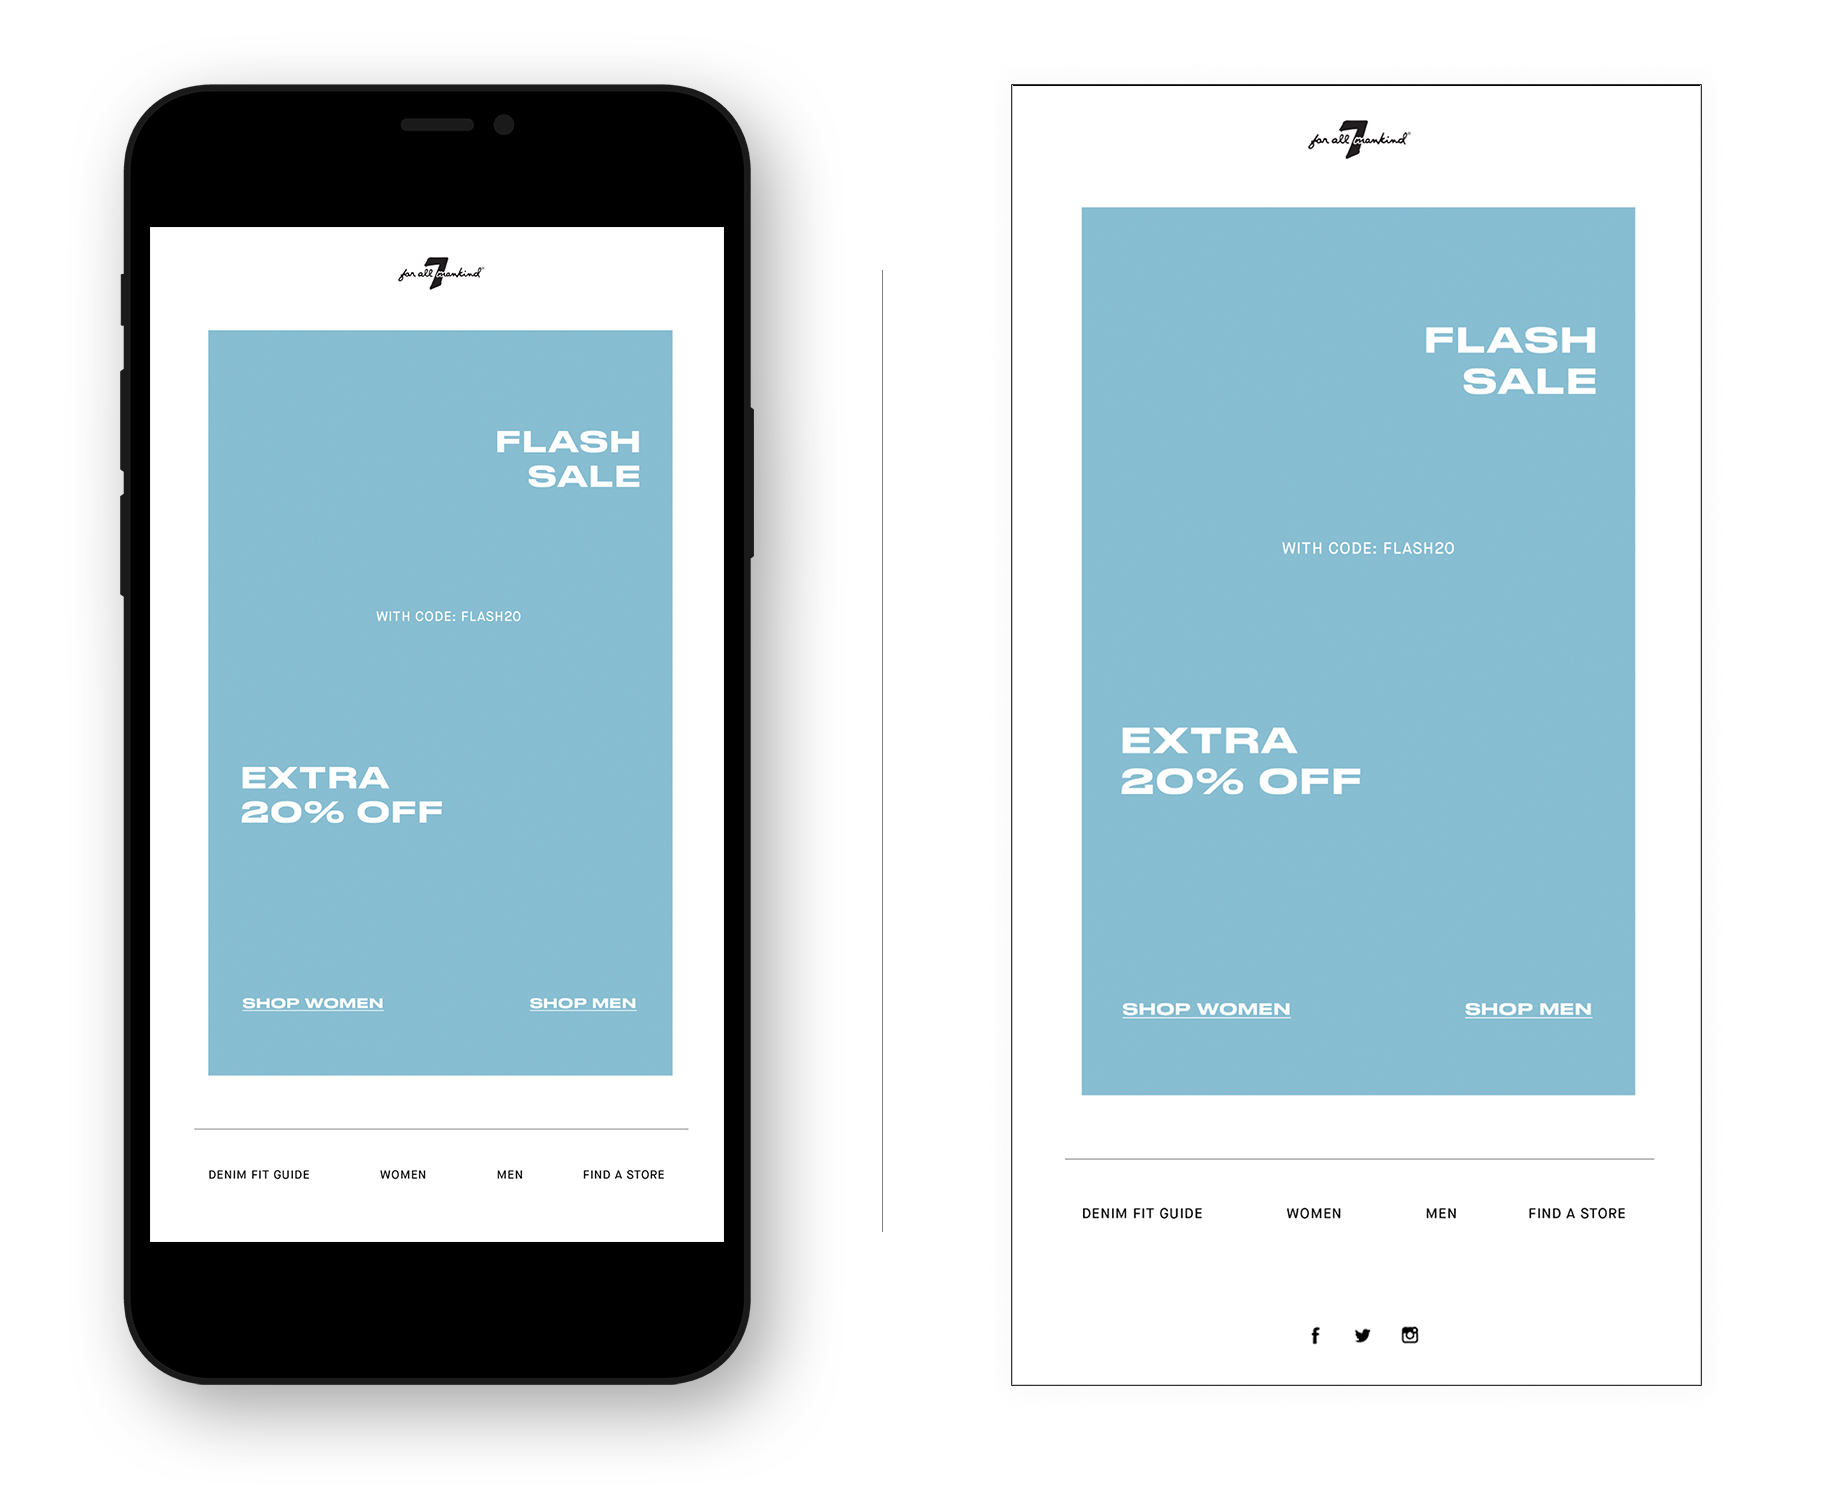 for all 7 mankind®
FLASH
SALE
WITH CODE: FLASH20
EXTRA
20% OFF
SHOP WOMEN
SHOP MEN
DENIM FIT GUIDE
WOMEN
MEN
FIND A STORE
for all 7 mankind®
FLASH
SALE
WITH CODE: FLASH20
EXTRA
20% OFF
SHOP WOMEN
SHOP MEN
DENIM FIT GUIDE
WOMEN
MEN
FIND A STORE